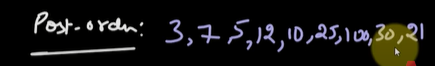 Post-order: 3, 7, 5, 12, 10, 25, 100, 30, 21